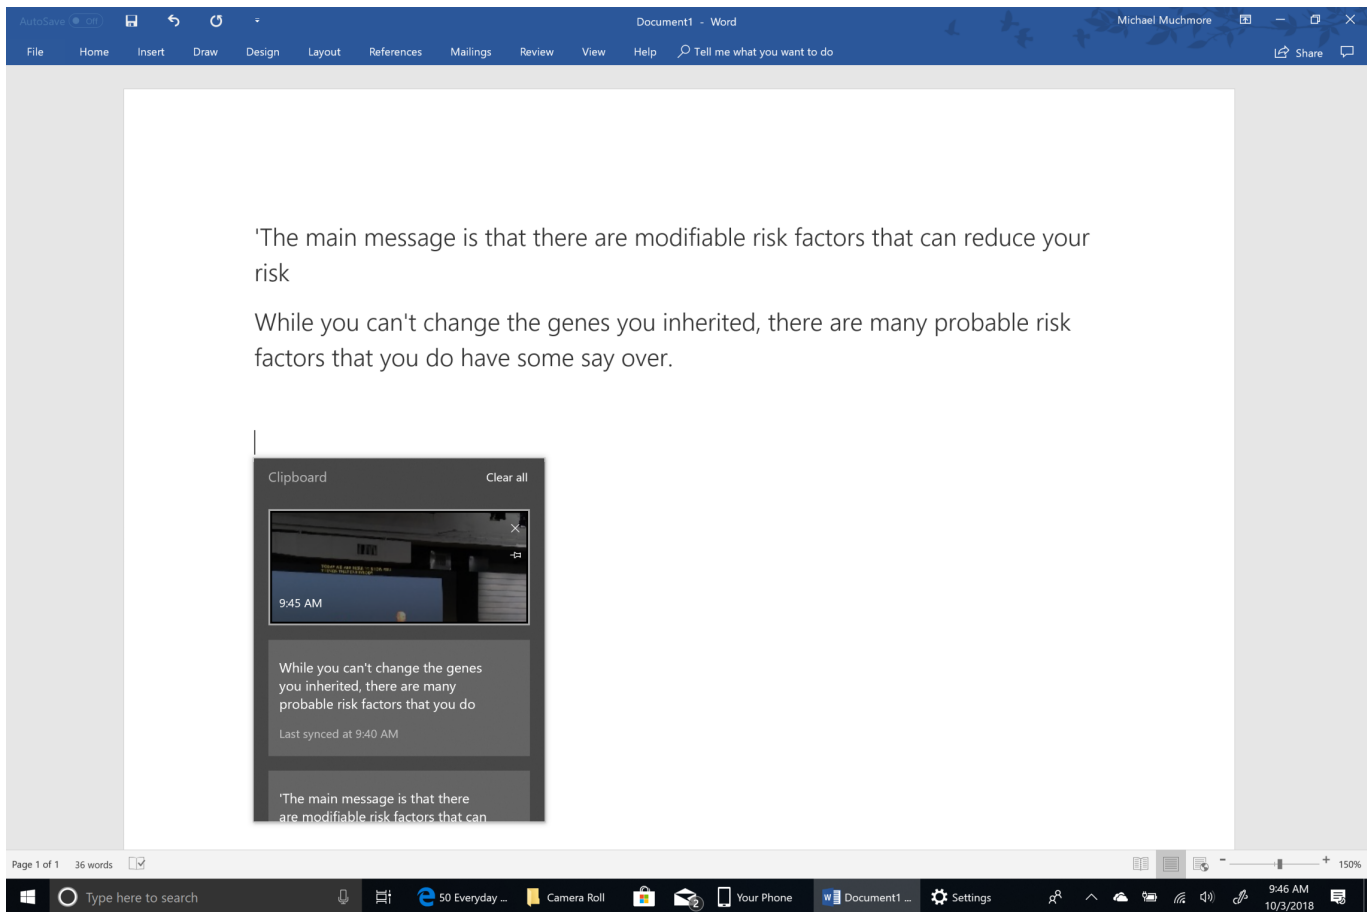 AutoSave Off
Document1 - Word
Michael Muchmore
File Home Insert Draw Design Layout References Mailings Review View Help Tell me what you want to do
Share
'The main message is that there are modifiable risk factors that can reduce your
risk
While you can't change the genes you inherited, there are many probable risk
factors that you do have some say over.
Clipboard Clear all
9:45 AM
While you can't change the genes
you inherited, there are many
probable risk factors that you do
Last synced at 9:40 AM
'The main message is that there
are modifiable risk factors that can
Page 1 of 1 36 words
150%
Type here to search
50 Everyday ...
Camera Roll
2
Your Phone
Document1 ...
Settings
9:46 AM
10/3/2018